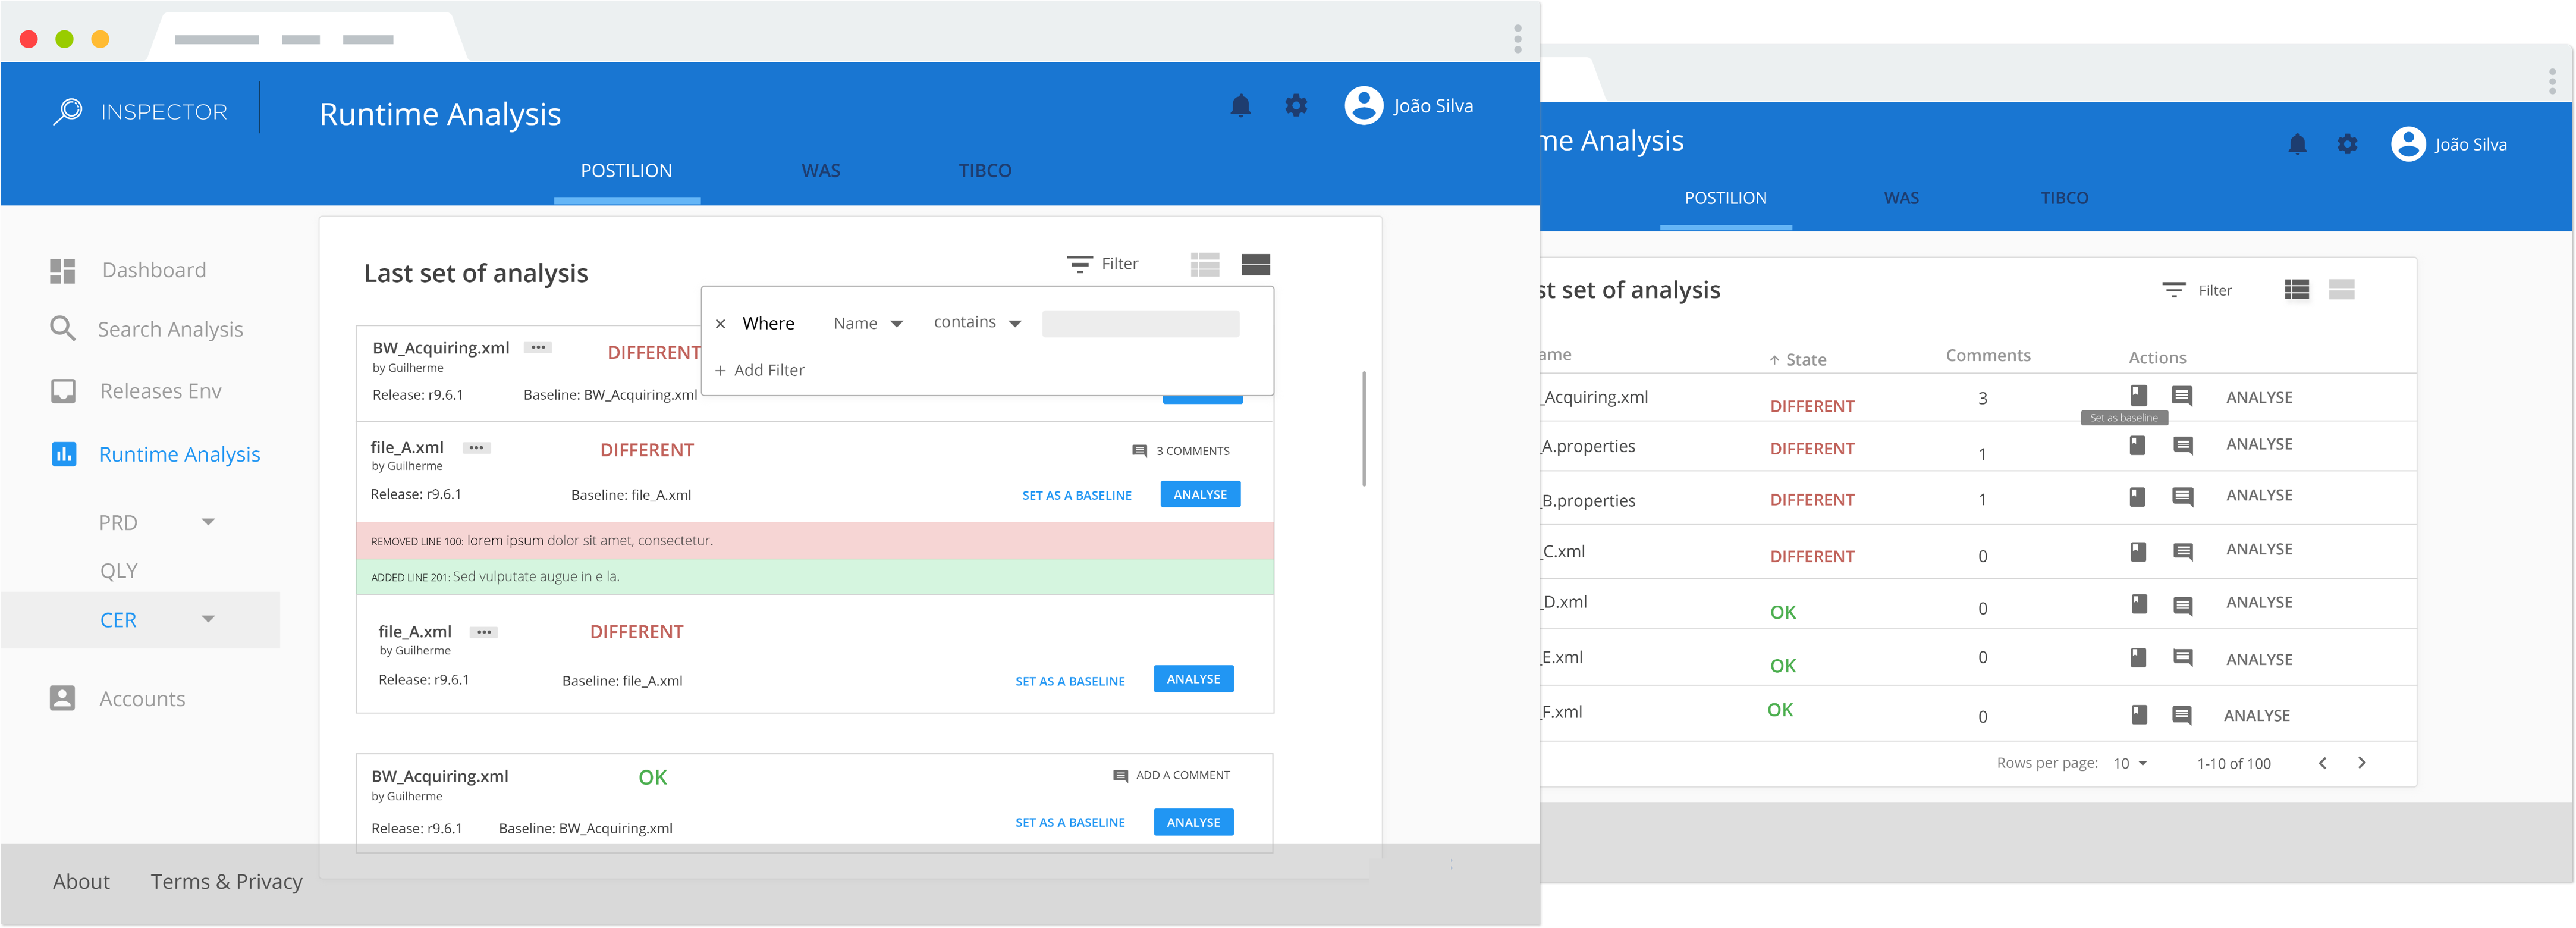 INSPECTOR
Runtime Analysis
João Silva
POSTILION WAS TIBCO
Dashboard
Search Analysis
Releases Env
Runtime Analysis
PRD
QLY
CER
Accounts
Last set of analysis
Filter
× Where Name contains
+ Add Filter
BW_Acquiring.xml ••• DIFFERENT
by Guilherme
Release: r9.6.1 Baseline: BW_Acquiring.xml
file_A.xml ••• DIFFERENT 3 COMMENTS
by Guilherme
Release: r9.6.1 Baseline: file_A.xml SET AS A BASELINE ANALYSE
REMOVED LINE 100: lorem ipsum dolor sit amet, consectetur.
ADDED LINE 201: Sed vulputate augue in e la.
file_A.xml ••• DIFFERENT
by Guilherme
Release: r9.6.1 Baseline: file_A.xml SET AS A BASELINE ANALYSE
BW_Acquiring.xml OK ADD A COMMENT
by Guilherme
Release: r9.6.1 Baseline: BW_Acquiring.xml SET AS A BASELINE ANALYSE
About Terms & Privacy
me Analysis
João Silva
POSTILION WAS TIBCO
st set of analysis
Filter
ame ↑ State Comments Actions
_Acquiring.xml DIFFERENT 3 ANALYSE
Set as baseline
_A.properties DIFFERENT 1 ANALYSE
_B.properties DIFFERENT 1 ANALYSE
_C.xml DIFFERENT 0 ANALYSE
_D.xml OK 0 ANALYSE
_E.xml OK 0 ANALYSE
_F.xml OK 0 ANALYSE
Rows per page: 10 1-10 of 100